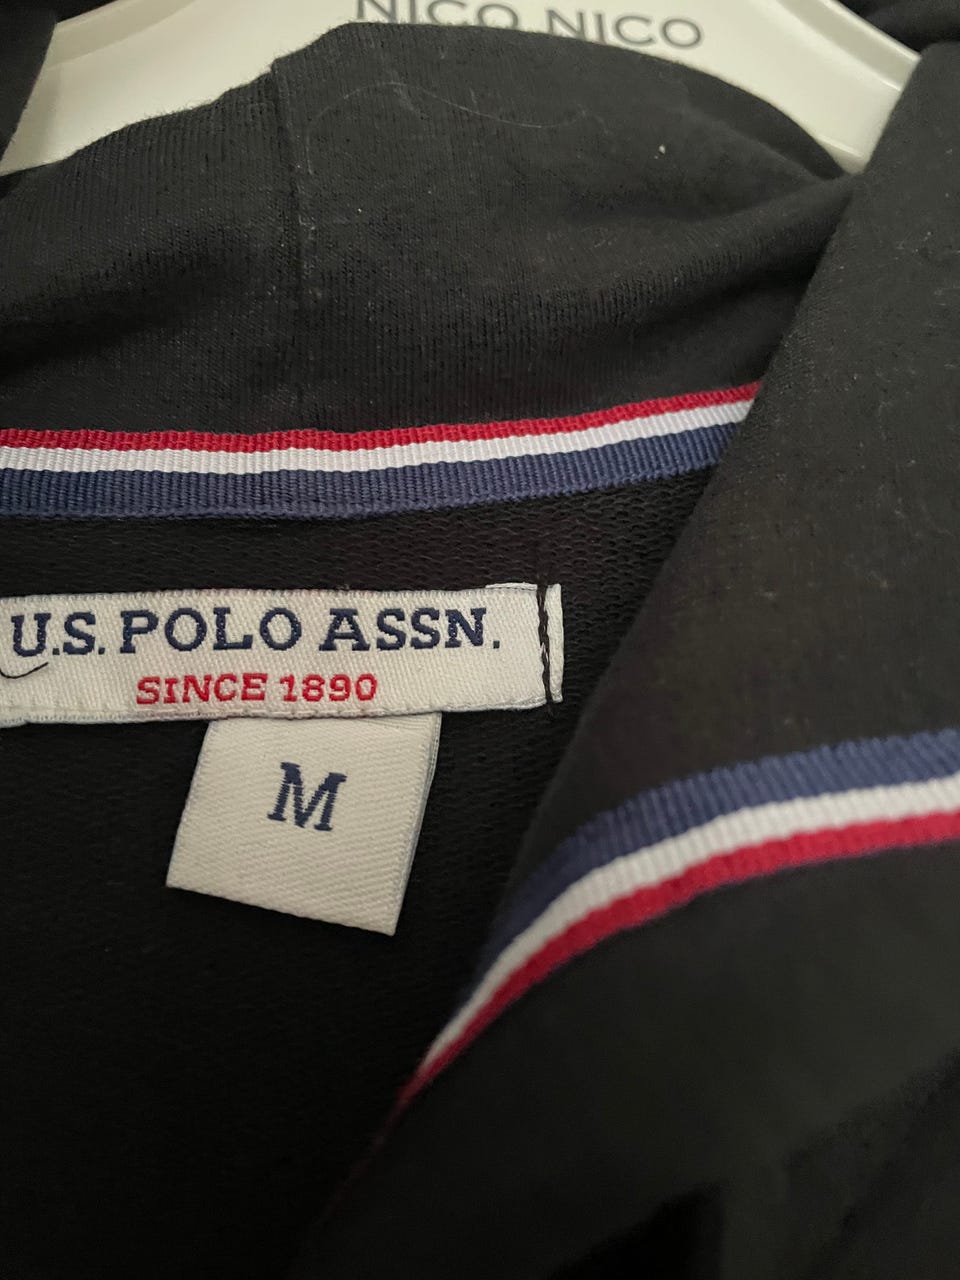 NICO NICO
U.S. POLO ASSN.
SINCE 1890
M